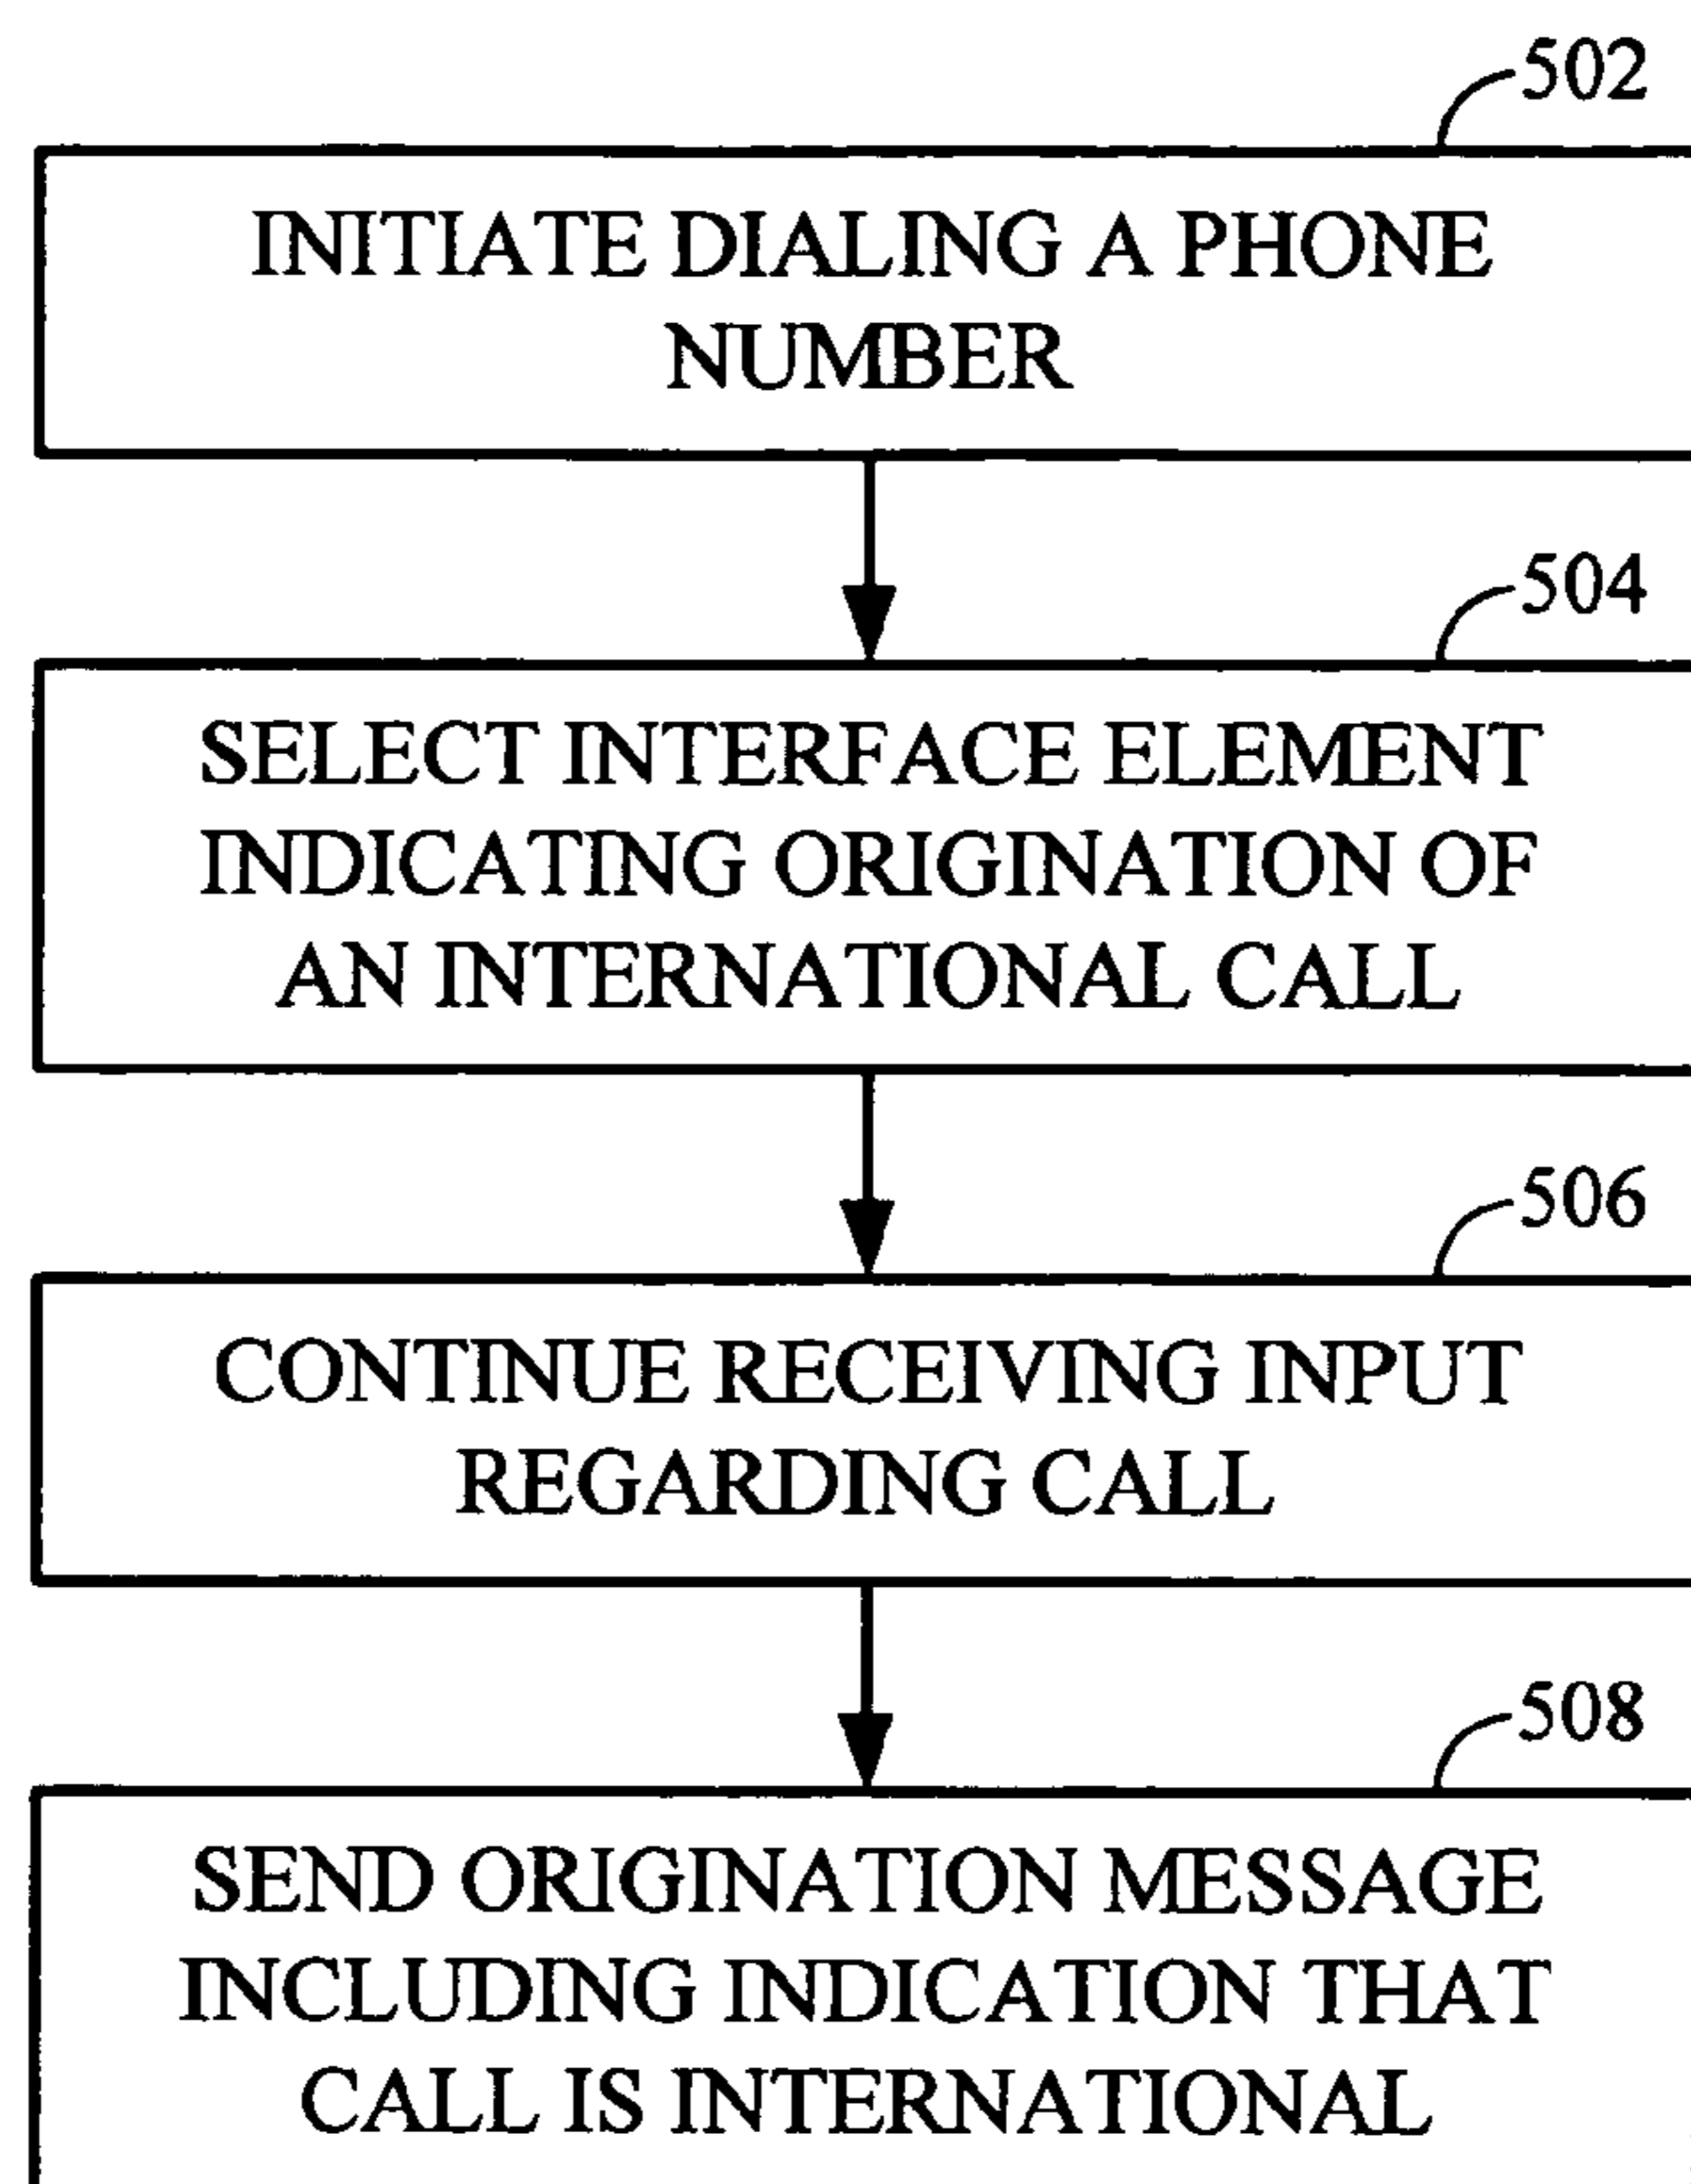 502
INITIATE DIALING A PHONE
NUMBER
504
SELECT INTERFACE ELEMENT
INDICATING ORIGINATION OF
AN INTERNATIONAL CALL
506
CONTINUE RECEIVING INPUT
REGARDING CALL
508
SEND ORIGINATION MESSAGE
INCLUDING INDICATION THAT
CALL IS INTERNATIONAL